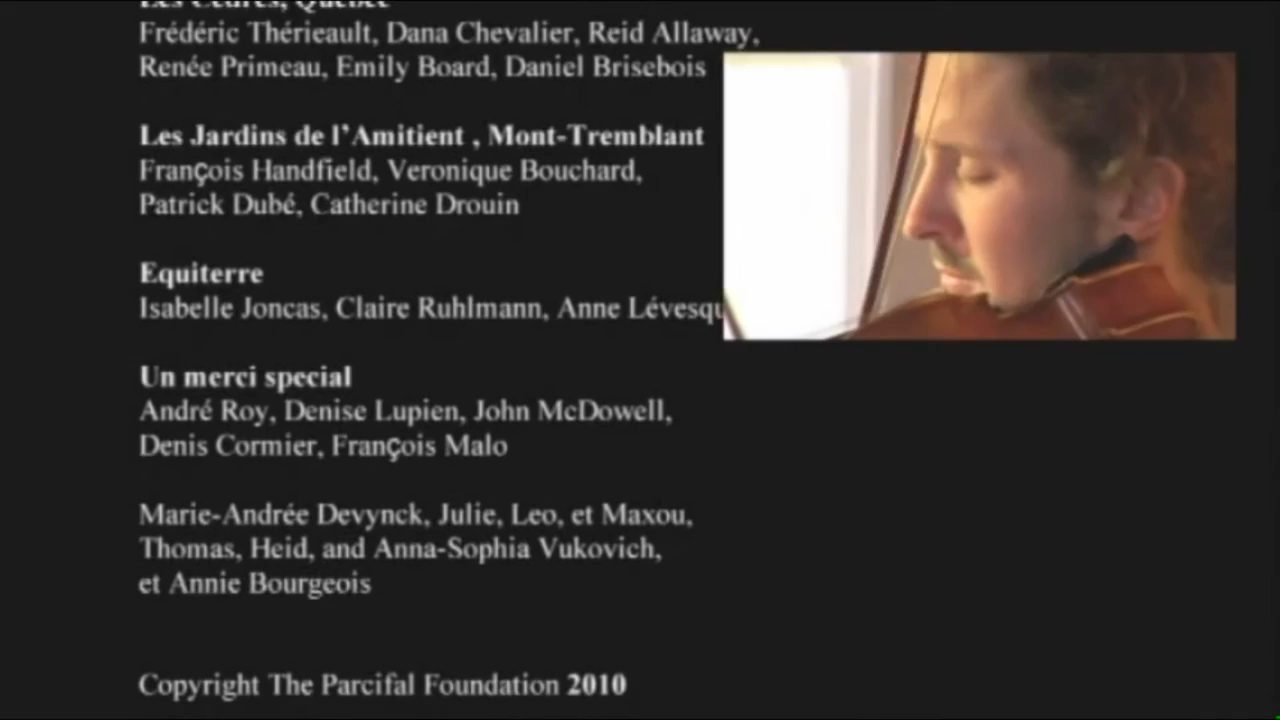 Les Cèdres, Québec
Frédéric Thérieault, Dana Chevalier, Reid Allaway,
Renée Primeau, Emily Board, Daniel Brisebois
Les Jardins de l'Amitient , Mont-Tremblant
François Handfield, Veronique Bouchard,
Patrick Dubé, Catherine Drouin
Equiterre
Isabelle Joncas, Claire Ruhlmann, Anne Lévesqu
Un merci special
André Roy, Denise Lupien, John McDowell,
Denis Cormier, François Malo
Marie-Andrée Devynck, Julie, Leo, et Maxou,
Thomas, Heid, and Anna-Sophia Vukovich,
et Annie Bourgeois
Copyright The Parcifal Foundation 2010